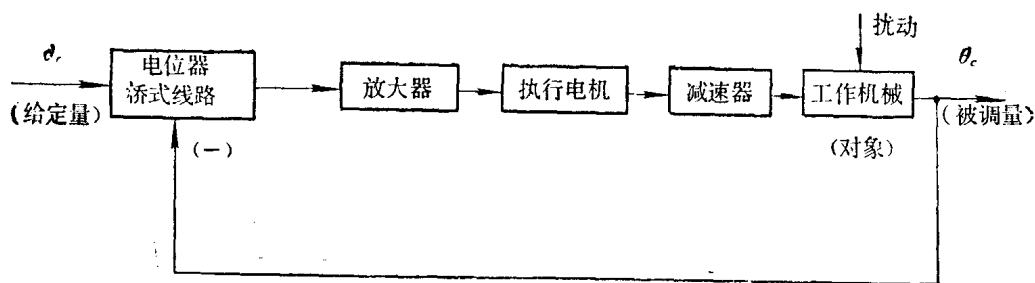 扰动
θr
θc
电位器
桥式线路
放大器
执行电机
减速器
工作机械
(给定量)
(被调量)
(一)
(对象)